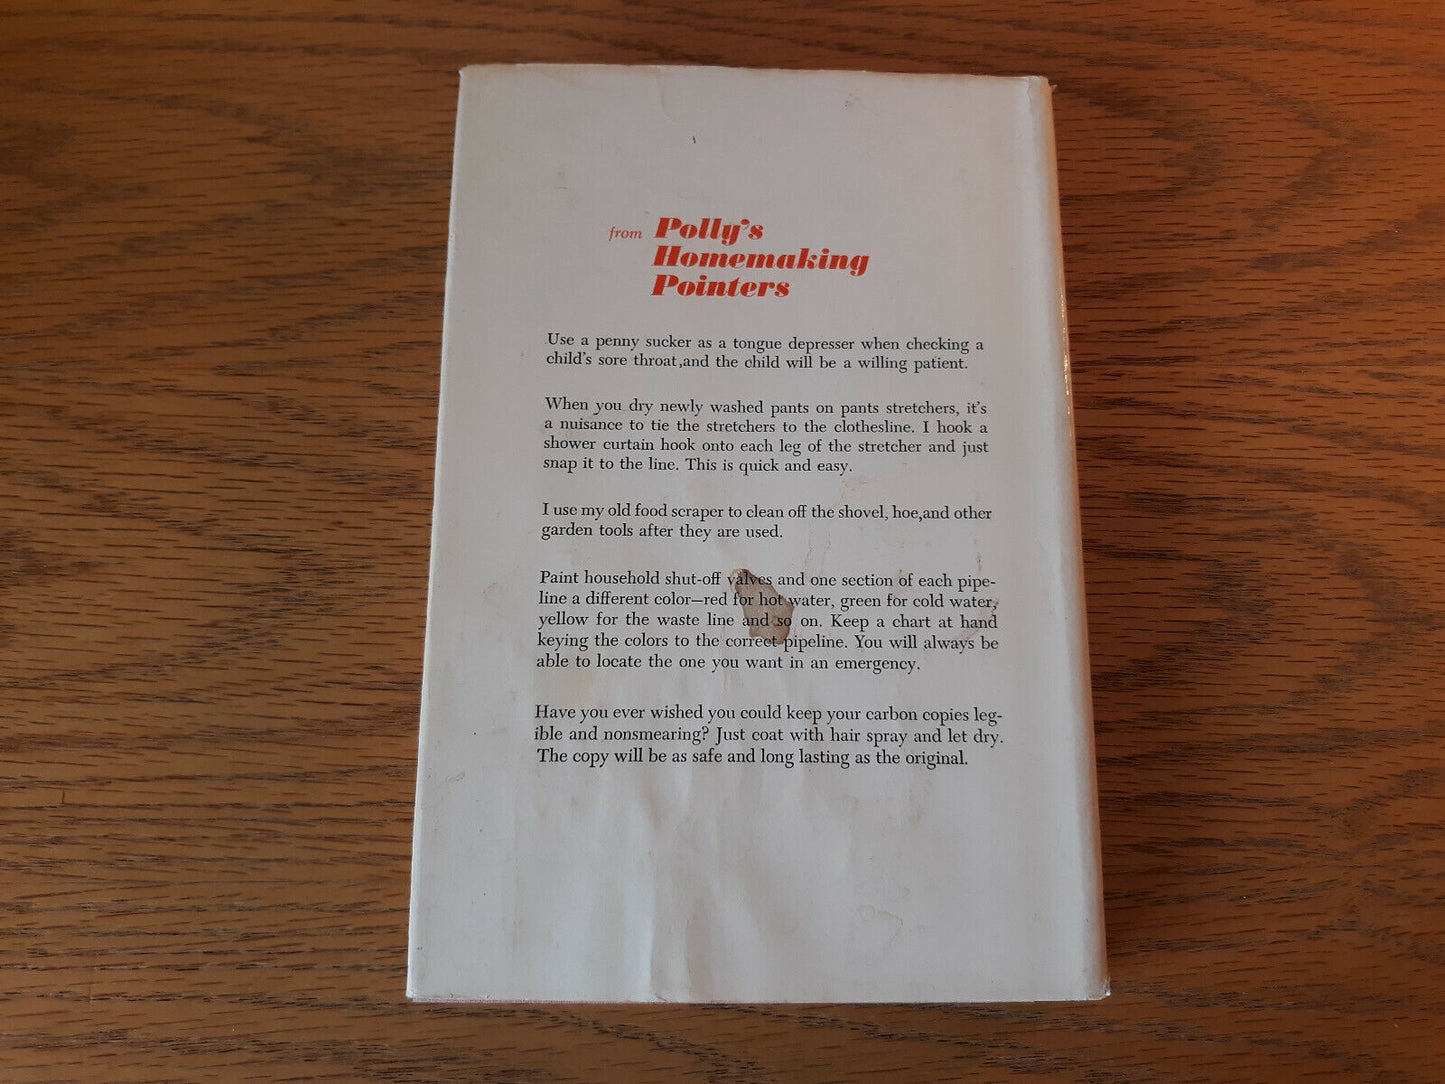 from Polly's
Homemaking
Pointers
Use a penny sucker as a tongue depresser when checking a
child's sore throat,and the child will be a willing patient.
When you dry newly washed pants on pants stretchers, it's
a nuisance to tie the stretchers to the clothesline. I hook a
shower curtain hook onto each leg of the stretcher and just
snap it to the line. This is quick and easy.
I use my old food scraper to clean off the shovel, hoe,and other
garden tools after they are used.
Paint household shut-off valves and one section of each pipe-
line a different color—red for hot water, green for cold water,
yellow for the waste line and so on. Keep a chart at hand
keying the colors to the correct pipeline. You will always be
able to locate the one you want in an emergency.
Have you ever wished you could keep your carbon copies leg-
ible and nonsmearing? Just coat with hair spray and let dry.
The copy will be as safe and long lasting as the original.